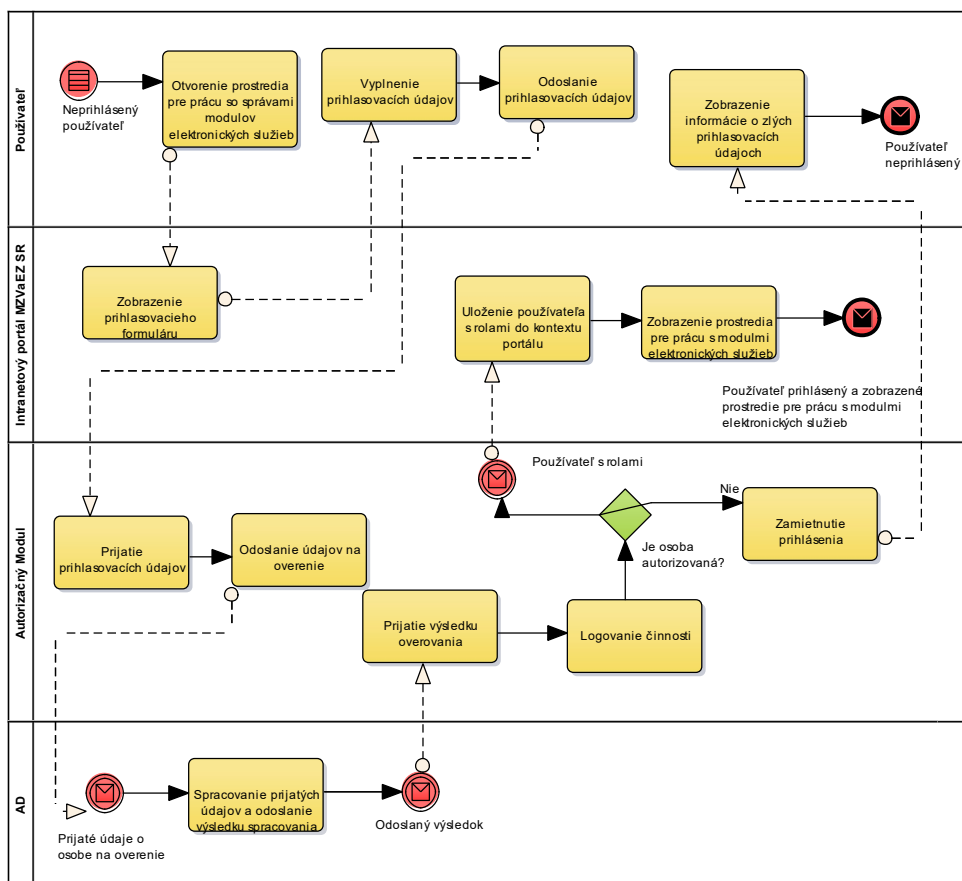 Používateľ
Neprihlásený
používateľ
Otvorenie prostredia
pre prácu so správami
modulov
elektronických služieb
Vyplnenie
prihlasovacích údajov
Odoslanie
prihlasovacích údajov
Zobrazenie
informácie o zlých
prihlasovacích
údajoch
Používateľ
neprihlásený
Intranetový portál MZVaEZ SR
Zobrazenie
prihlasovacieho
formuláru
Uloženie používateľa
s rolami do kontextu
portálu
Zobrazenie prostredia
pre prácu s modulmi
elektronických služieb
Používateľ prihlásený a zobrazené
prostredie pre prácu s modulmi
elektronických služieb
Autorizačný Modul
Používateľ s rolami
Nie
Je osoba
autorizovaná?
Zamietnutie
prihlásenia
Prijatie
prihlasovacích údajov
Odoslanie údajov na
overenie
Prijatie výsledku
overovania
Logovanie činnosti
AD
Prijaté údaje o
osobe na overenie
Spracovanie prijatých
údajov a odoslanie
výsledku spracovania
Odoslaný výsledok